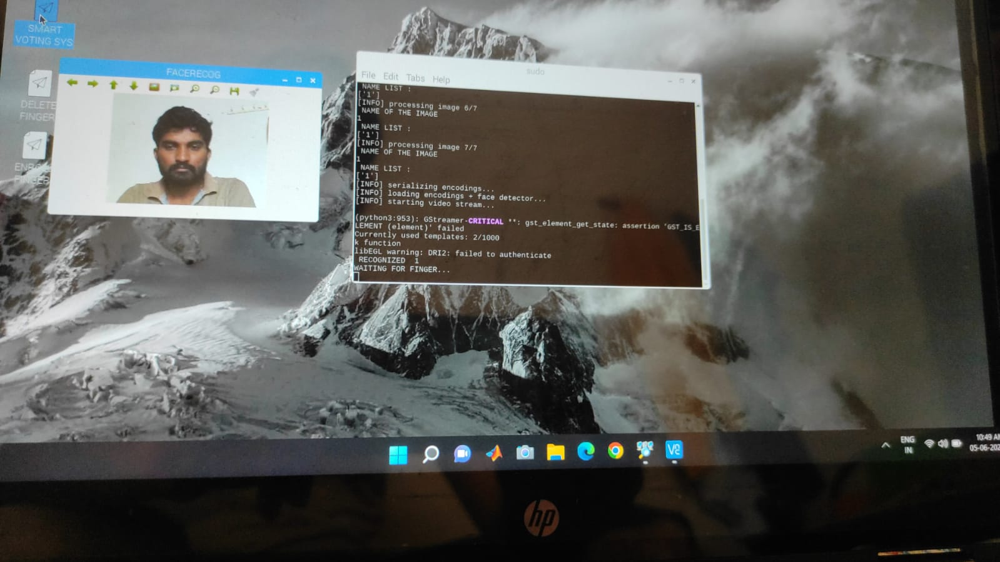 SMART
VOTING SYS
DELETE
FINGER
FINGER
FACERECOG
sudo
File Edit Tabs Help
NAME LIST :
['1']
[INFO] processing image 6/7
NAME OF THE IMAGE
1
NAME LIST :
['1']
[INFO] processing image 7/7
NAME OF THE IMAGE
1
NAME LIST :
['1']
[INFO] serializing encodings...
[INFO] loading encodings + face detector...
[INFO] starting video stream...
(python3:953): GStreamer-CRITICAL **: gst_element_get_state: assertion 'GST_IS_E
LEMENT (element)' failed
Currently used templates: 2/1000
k function
libEGL warning: DRI2: failed to authenticate
RECOGNIZED 1
WAITING FOR FINGER...
ENG
IN
10:49 AM
05-06-202
VC
hp